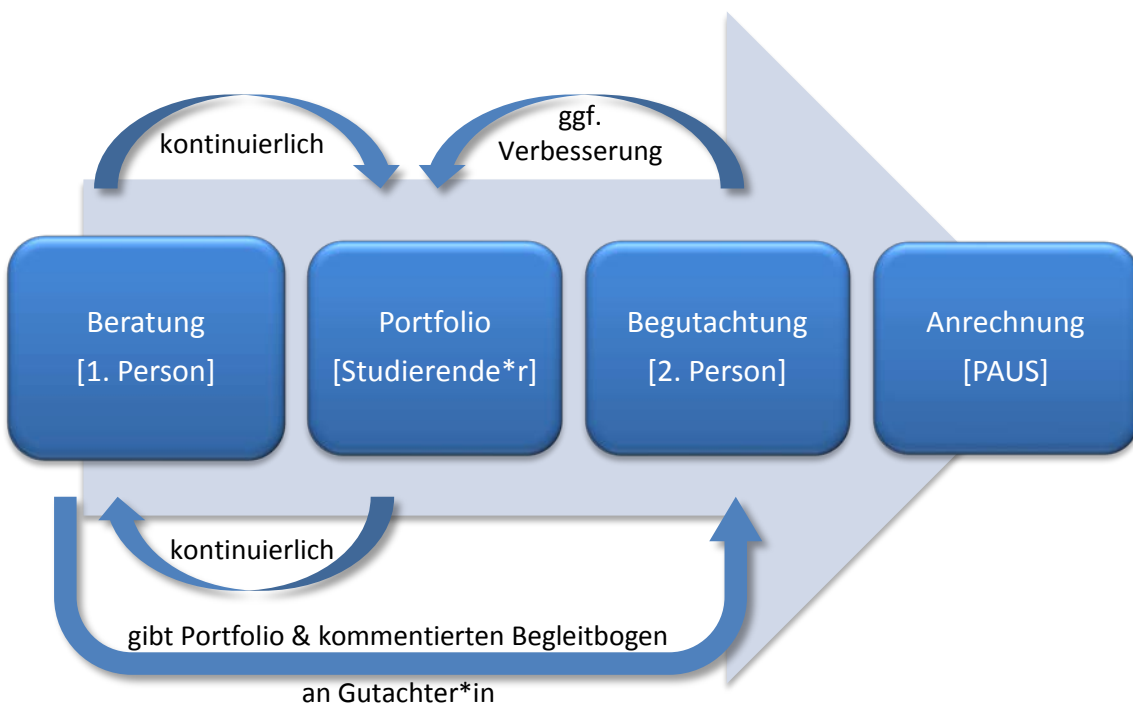 kontinuierlich
ggf.
Verbesserung
Beratung
[1. Person]
Portfolio
[Studierende*r]
Begutachtung
[2. Person]
Anrechnung
[PAUS]
kontinuierlich
gibt Portfolio & kommentierten Begleitbogen
an Gutachter*in